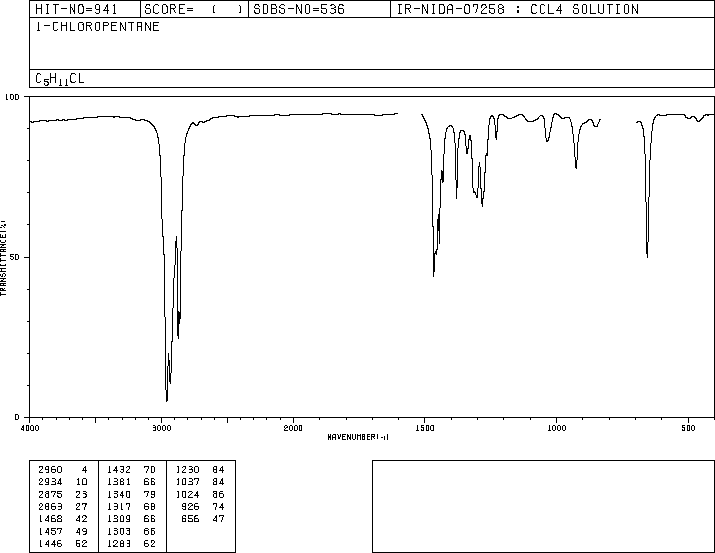 HIT-NO=941 SCORE= ( ) SDBS-NO=536 IR-NIDA-07258 : CCL4 SOLUTION
1-CHLOROPENTANE
C5H11CL
100
TRANSMITTANCE(%)
50
0
4000 3000 2000 1500 1000 500
WAVENUMBER(-1)
2960 4 1432 70 1230 84
2934 10 1381 66 1037 84
2875 23 1340 79 1024 86
2863 27 1317 68 926 74
1468 42 1309 66 656 47
1457 49 1303 66
1446 62 1283 62